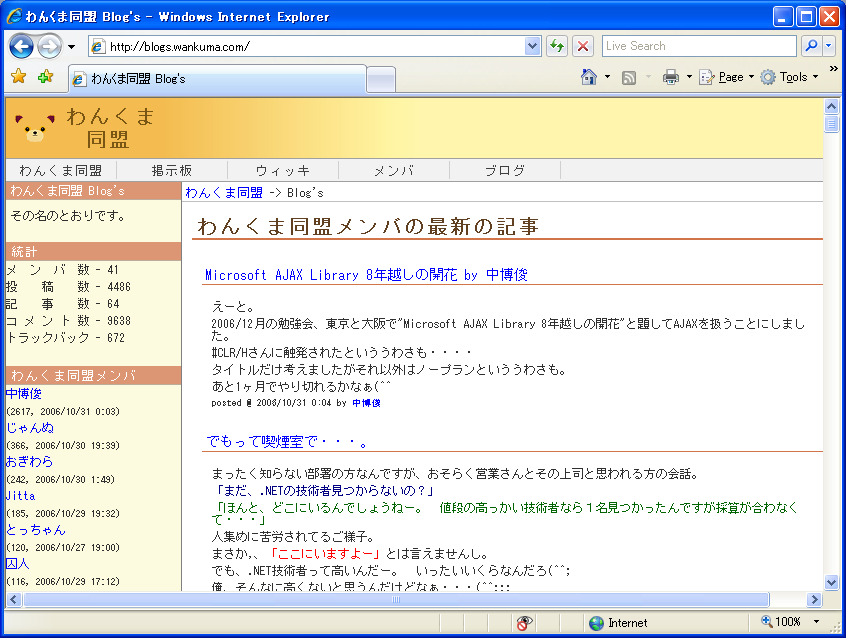 わんくま同盟 Blog's - Windows Internet Explorer
http://blogs.wankuma.com/
Live Search
わんくま同盟 Blog's
Page
Tools
わんくま
同盟
わんくま同盟 掲示板 ウィッキ メンバ ブログ
わんくま同盟 Blog's
その名のとおりです。
統計
メ ン バ 数 - 41
投 稿 数 - 4486
記 事 数 - 64
コ メ ン ト 数 - 9638
トラックバック - 672
わんくま同盟メンバ
中博俊
(2617, 2006/10/31 0:03)
じゃんぬ
(366, 2006/10/30 19:39)
おぎわら
(242, 2006/10/30 1:49)
Jitta
(185, 2006/10/29 19:32)
とっちゃん
(120, 2006/10/27 19:00)
囚人
(116, 2006/10/29 17:12)
わんくま同盟 -> Blog's
わんくま同盟メンバの最新の記事
Microsoft AJAX Library 8年越しの開花 by 中博俊
えーと。
2006/12月の勉強会、東京と大阪で"Microsoft AJAX Library 8年越しの開花"と題してAJAXを扱うことにしまし
た。
#CLR/Hさんに触発されたといううわさも・・・・
タイトルだけ考えましたがそれ以外はノープランといううわさも。
あと1ヶ月でやり切れるかなぁ(^^
posted @ 2006/10/31 0:04 by 中博俊
でもって喫煙室で・・・。
まったく知らない部署の方なんですが、おそらく営業さんとその上司と思われる方の会話。
「まだ、.NETの技術者見つからないの？」
「ほんと、どこにいるんでしょうねー。　値段の高っかい技術者なら１名見つかったんですが採算が合わなく
て・・・」
人集めに苦労されてるご様子。
まさか,、「ここにいますよー」とは言えませんし。
でも、.NET技術者って高いんだー。　いったいいくらなんだろ(^^;
俺、そんなに高くないと思うんだけどなぁ・・・(^^;;;
Internet
100%